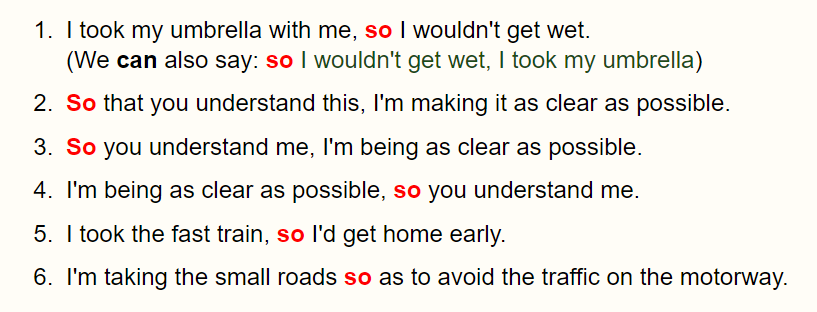 1. I took my umbrella with me, so I wouldn't get wet.
(We can also say: so I wouldn't get wet, I took my umbrella)
2. So that you understand this, I'm making it as clear as possible.
3. So you understand me, I'm being as clear as possible.
4. I'm being as clear as possible, so you understand me.
5. I took the fast train, so I'd get home early.
6. I'm taking the small roads so as to avoid the traffic on the motorway.